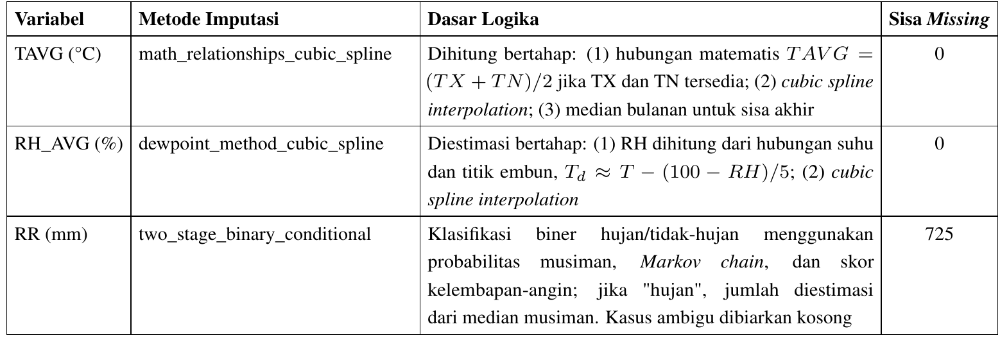 Variabel Metode Imputasi Dasar Logika Sisa Missing
TAVG (°C) math_relationships_cubic_spline Dihitung bertahap: (1) hubungan matematis TAVG = 0
(TX + TN)/2 jika TX dan TN tersedia; (2) cubic spline
interpolation; (3) median bulanan untuk sisa akhir
RH_AVG (%) dewpoint_method_cubic_spline Diestimasi bertahap: (1) RH dihitung dari hubungan suhu 0
dan titik embun, T_d ≈ T − (100 − RH)/5; (2) cubic
spline interpolation
RR (mm) two_stage_binary_conditional Klasifikasi biner hujan/tidak-hujan menggunakan 725
probabilitas musiman, Markov chain, dan skor
kelembapan-angin; jika "hujan", jumlah diestimasi
dari median musiman. Kasus ambigu dibiarkan kosong